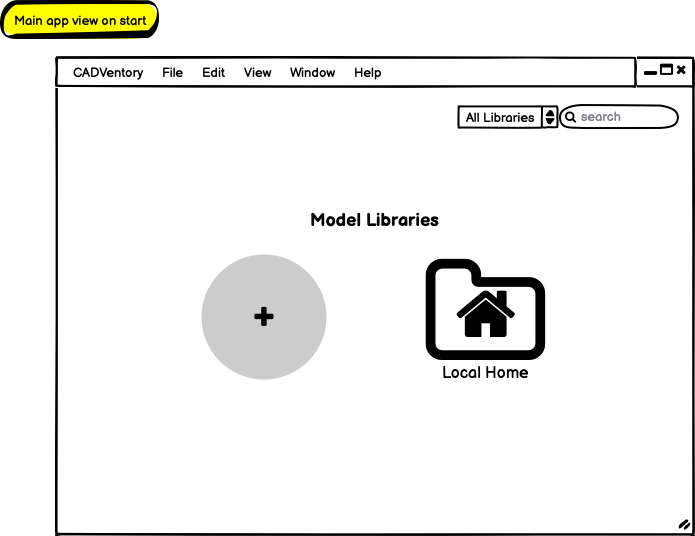 Main app view on start
CADVentory File Edit View Window Help
All Libraries search
Model Libraries
Local Home